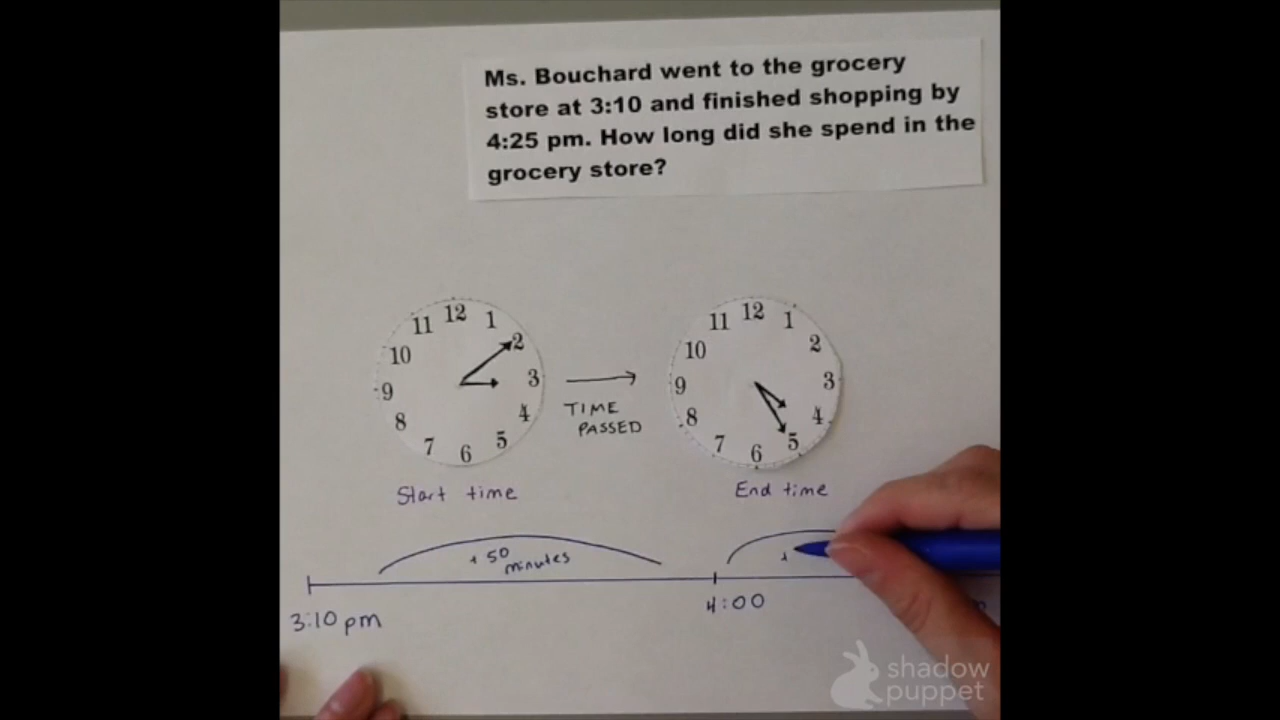 Ms. Bouchard went to the grocery
store at 3:10 and finished shopping by
4:25 pm. How long did she spend in the
grocery store?
12
11
1
10
2
9
3
8
4
7
5
6
12
11
1
10
2
9
3
8
4
7
5
6
TIME
PASSED
Start time
End time
+ 50
minutes
+
3:10 pm
4:00
shadow
puppet